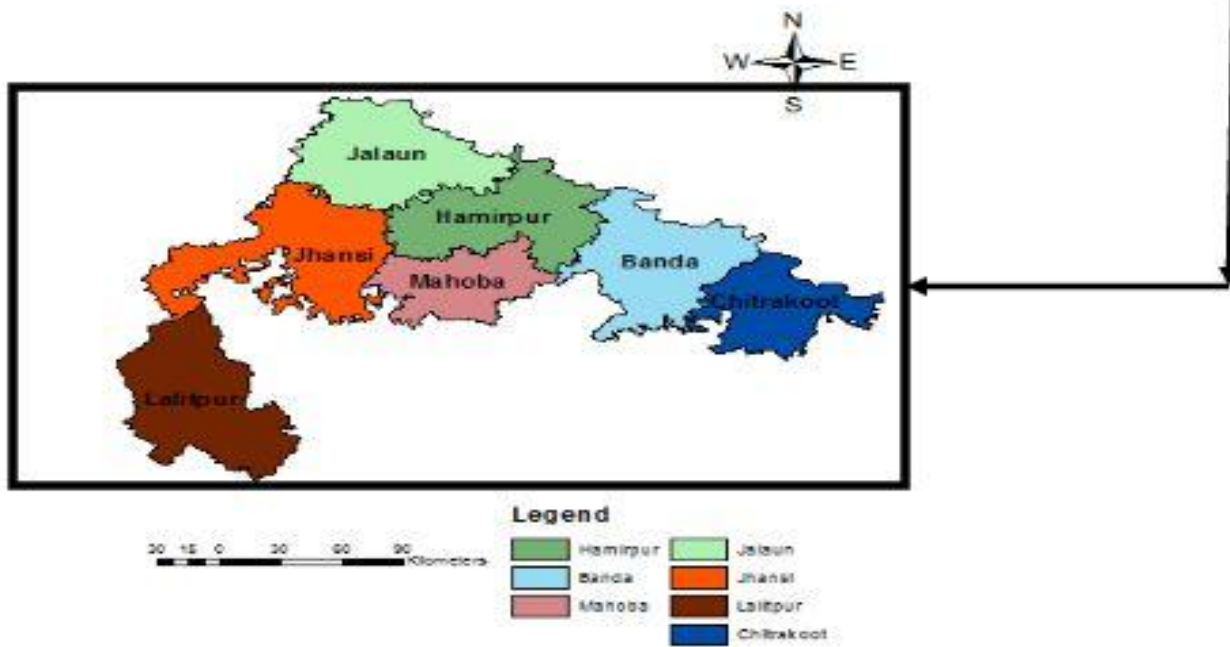 N
W E
S
Jalaun
Hamirpur
Jhansi
Banda
Mahoba
Chitrakoot
Lalitpur
Legend
30 15 0 30 60 90
Kilometers
Hamirpur Jalaun
Banda Jhansi
Mahoba Lalitpur
Chitrakoot